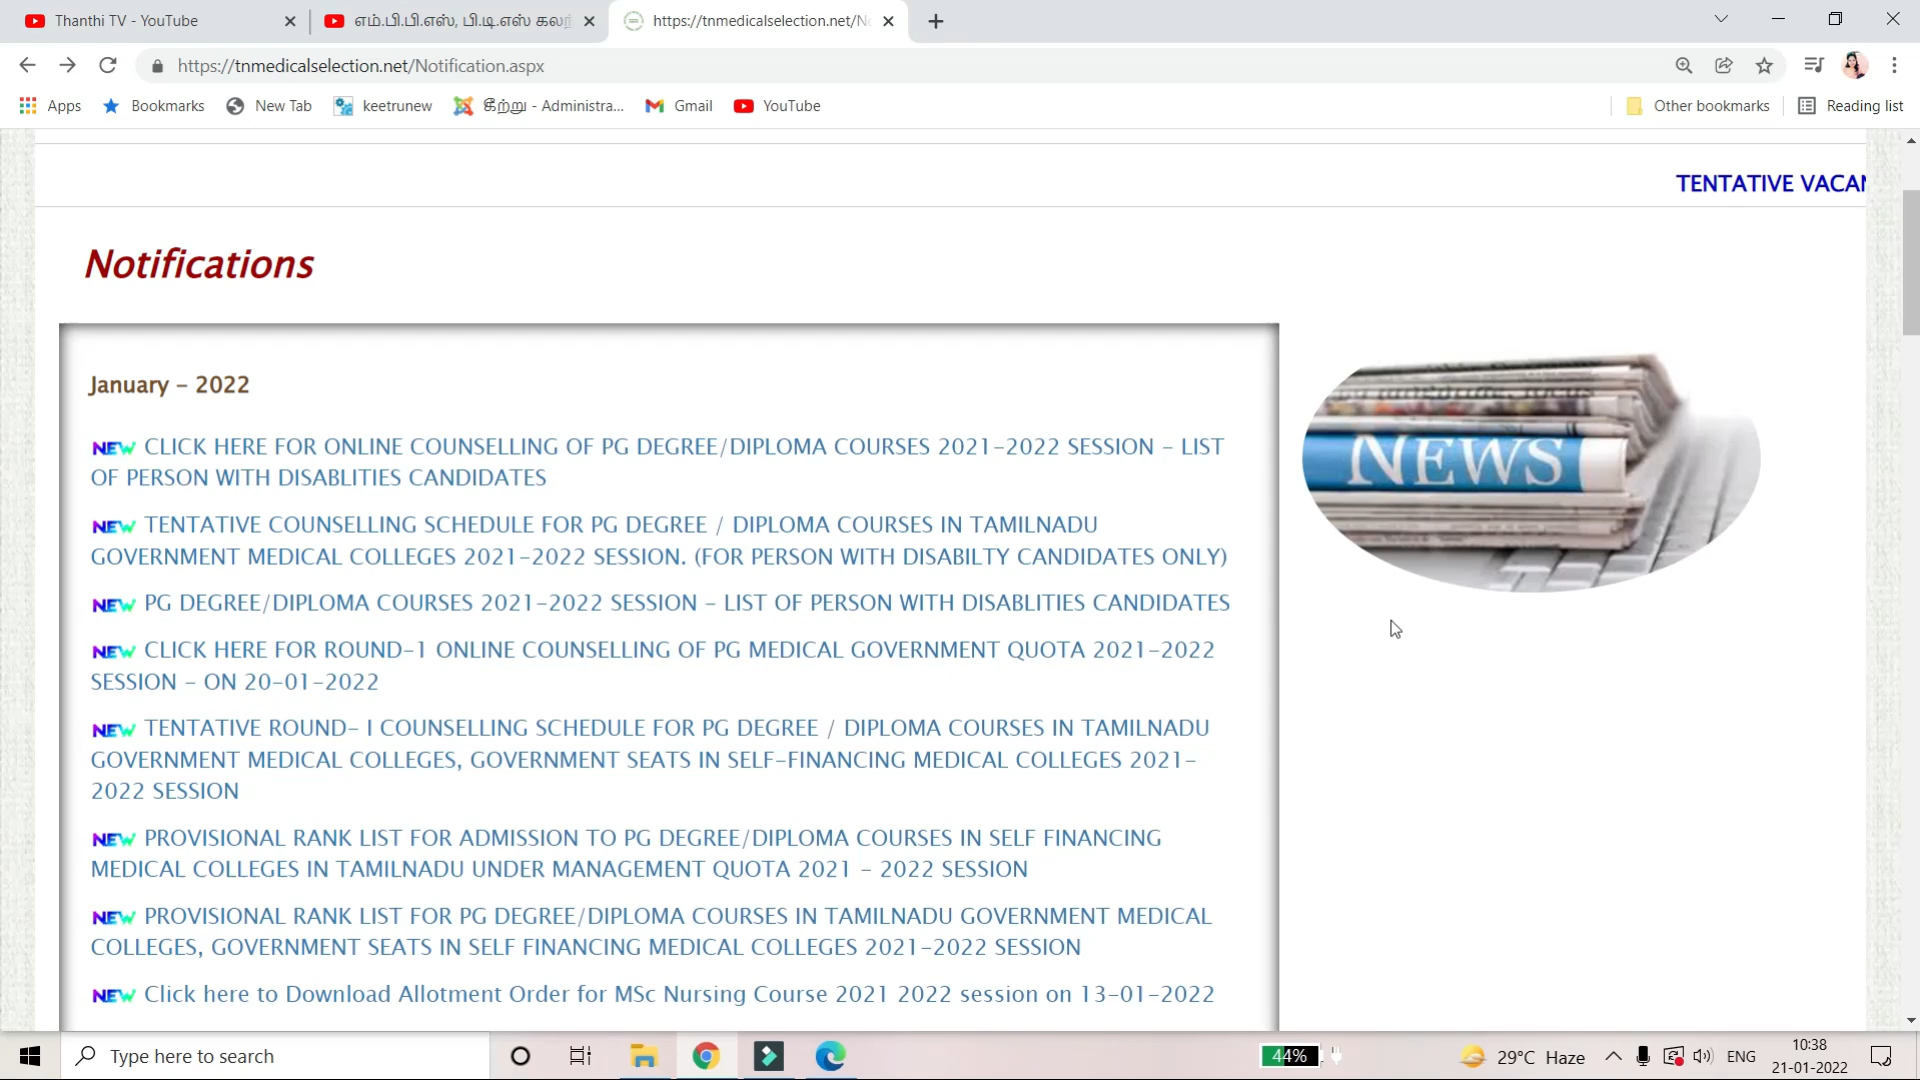 Thanthi TV - YouTube
எம்.பி.பி.எஸ், பி.டி.எஸ் கலந்
https://tnmedicalselection.net/No
https://tnmedicalselection.net/Notification.aspx
Apps
Bookmarks
New Tab
keetrunew
கீற்று - Administra...
Gmail
YouTube
Other bookmarks
Reading list
TENTATIVE VACAN
Notifications
January - 2022
NEW CLICK HERE FOR ONLINE COUNSELLING OF PG DEGREE/DIPLOMA COURSES 2021-2022 SESSION - LIST
OF PERSON WITH DISABLITIES CANDIDATES
NEW TENTATIVE COUNSELLING SCHEDULE FOR PG DEGREE / DIPLOMA COURSES IN TAMILNADU
GOVERNMENT MEDICAL COLLEGES 2021-2022 SESSION. (FOR PERSON WITH DISABILTY CANDIDATES ONLY)
NEW PG DEGREE/DIPLOMA COURSES 2021-2022 SESSION - LIST OF PERSON WITH DISABLITIES CANDIDATES
NEW CLICK HERE FOR ROUND-1 ONLINE COUNSELLING OF PG MEDICAL GOVERNMENT QUOTA 2021-2022
SESSION - ON 20-01-2022
NEW TENTATIVE ROUND- I COUNSELLING SCHEDULE FOR PG DEGREE / DIPLOMA COURSES IN TAMILNADU
GOVERNMENT MEDICAL COLLEGES, GOVERNMENT SEATS IN SELF-FINANCING MEDICAL COLLEGES 2021-
2022 SESSION
NEW PROVISIONAL RANK LIST FOR ADMISSION TO PG DEGREE/DIPLOMA COURSES IN SELF FINANCING
MEDICAL COLLEGES IN TAMILNADU UNDER MANAGEMENT QUOTA 2021 - 2022 SESSION
NEW PROVISIONAL RANK LIST FOR PG DEGREE/DIPLOMA COURSES IN TAMILNADU GOVERNMENT MEDICAL
COLLEGES, GOVERNMENT SEATS IN SELF FINANCING MEDICAL COLLEGES 2021-2022 SESSION
NEW Click here to Download Allotment Order for MSc Nursing Course 2021 2022 session on 13-01-2022
NEWS
Type here to search
44%
29°C Haze
ENG
10:38
21-01-2022